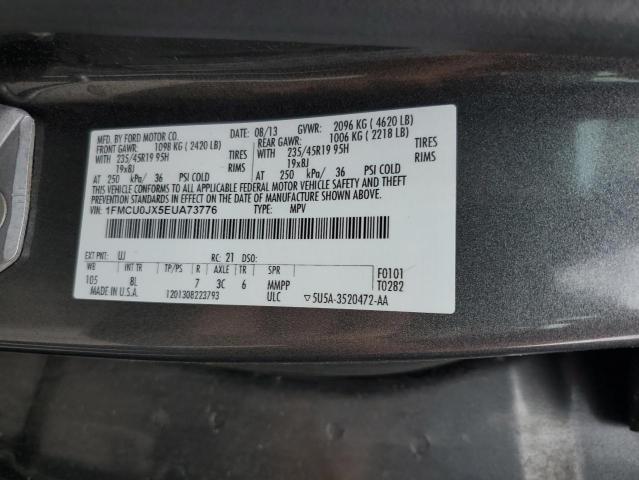 MFD. BY FORD MOTOR CO. DATE: 08/13 GVWR: 2096 KG ( 4620 LB)
FRONT GAWR: 1098 KG ( 2420 LB) REAR GAWR: 1006 KG ( 2218 LB)
WITH 235/45R19 95H TIRES WITH 235/45R19 95H TIRES
19x8J RIMS 19x8J RIMS
AT 250 kPa/ 36 PSI COLD AT 250 kPa/ 36 PSI COLD
THIS VEHICLE CONFORMS TO ALL APPLICABLE FEDERAL MOTOR VEHICLE SAFETY AND THEFT
PREVENTION STANDARDS IN EFFECT ON THE DATE OF MANUFACTURE SHOWN ABOVE.
VIN: 1FMCU0JX5EUA73776 TYPE: MPV
EXT PNT: UJ RC: 21 DSO: F0101
WB INT TR TP/PS R AXLE TR SPR T0282
105 8L 7 3C 6 MMPP
MADE IN U.S.A. 1201308223793 ULC ▽5U5A-3520472-AA